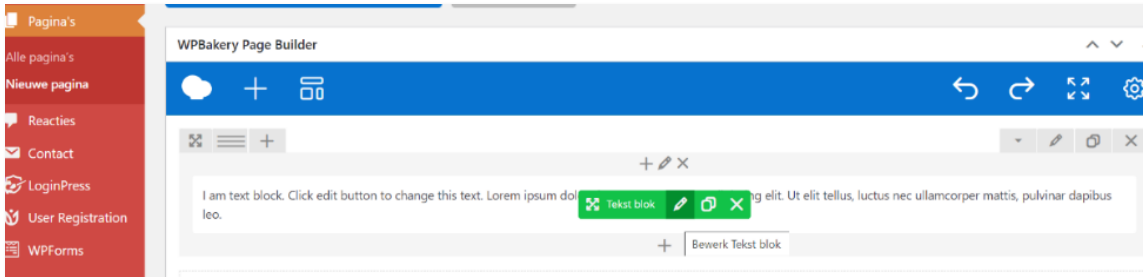 Pagina's
Alle pagina's
Nieuwe pagina
Reacties
Contact
LoginPress
User Registration
WPForms
WPBakery Page Builder
I am text block. Click edit button to change this text. Lorem ipsum dol
Tekst blok
ng elit. Ut elit tellus, luctus nec ullamcorper mattis, pulvinar dapibus
leo.
Bewerk Tekst blok